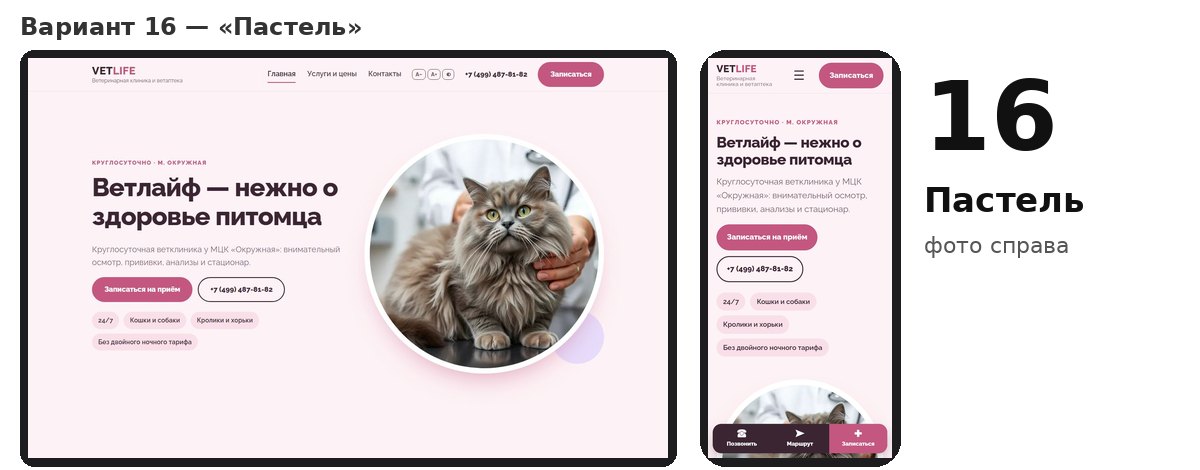 Вариант 16 — «Пастель»
VETLIFE
Ветеринарная клиника и ветаптека
Главная Услуги и цены Контакты A- A+ +7 (499) 487-81-82 Записаться
КРУГЛОСУТОЧНО · М. ОКРУЖНАЯ
Ветлайф — нежно о
здоровье питомца
Круглосуточная ветклиника у МЦК «Окружная»: внимательный
осмотр, прививки, анализы и стационар.
Записаться на приём +7 (499) 487-81-82
24/7 Кошки и собаки Кролики и хорьки
Без двойного ночного тарифа
VETLIFE
Ветеринарная
клиника и ветаптека
Записаться
КРУГЛОСУТОЧНО · М. ОКРУЖНАЯ
Ветлайф — нежно о
здоровье питомца
Круглосуточная ветклиника у МЦК
«Окружная»: внимательный осмотр,
прививки, анализы и стационар.
Записаться на приём
+7 (499) 487-81-82
24/7 Кошки и собаки
Кролики и хорьки
Без двойного ночного тарифа
Позвонить Маршрут Записаться
16
Пастель
фото справа